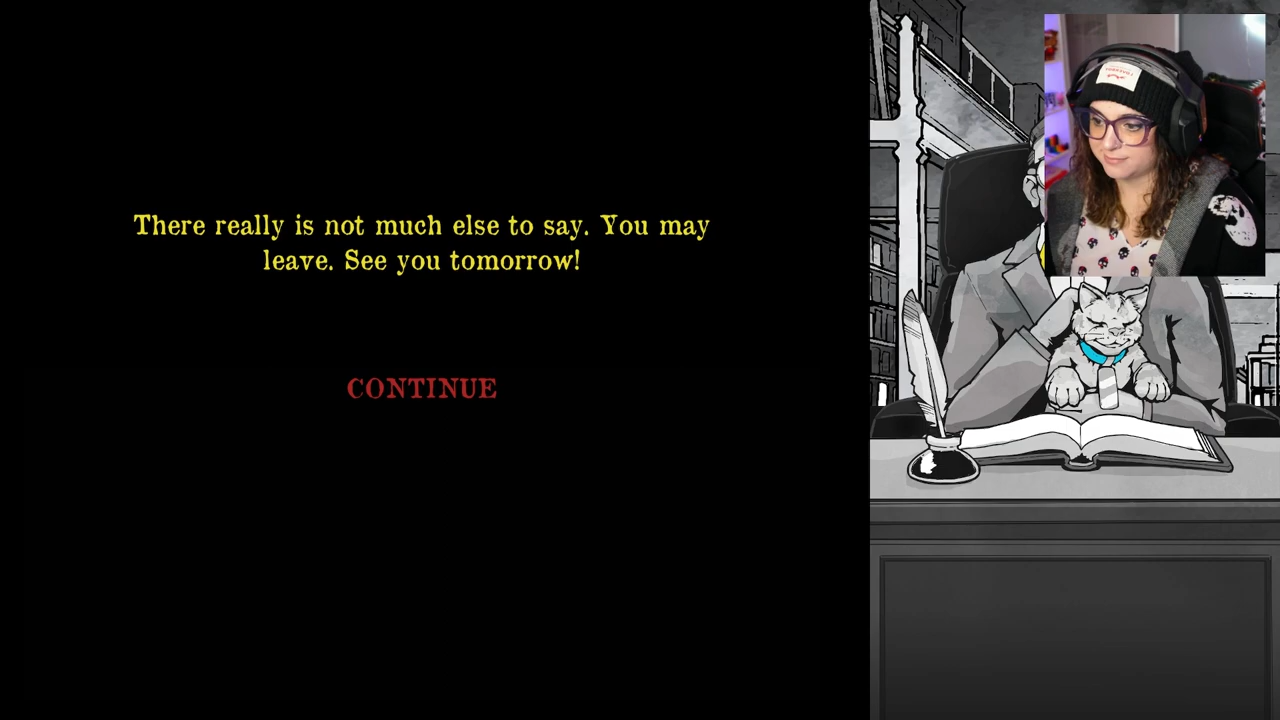 There really is not much else to say. You may
leave. See you tomorrow!
CONTINUE